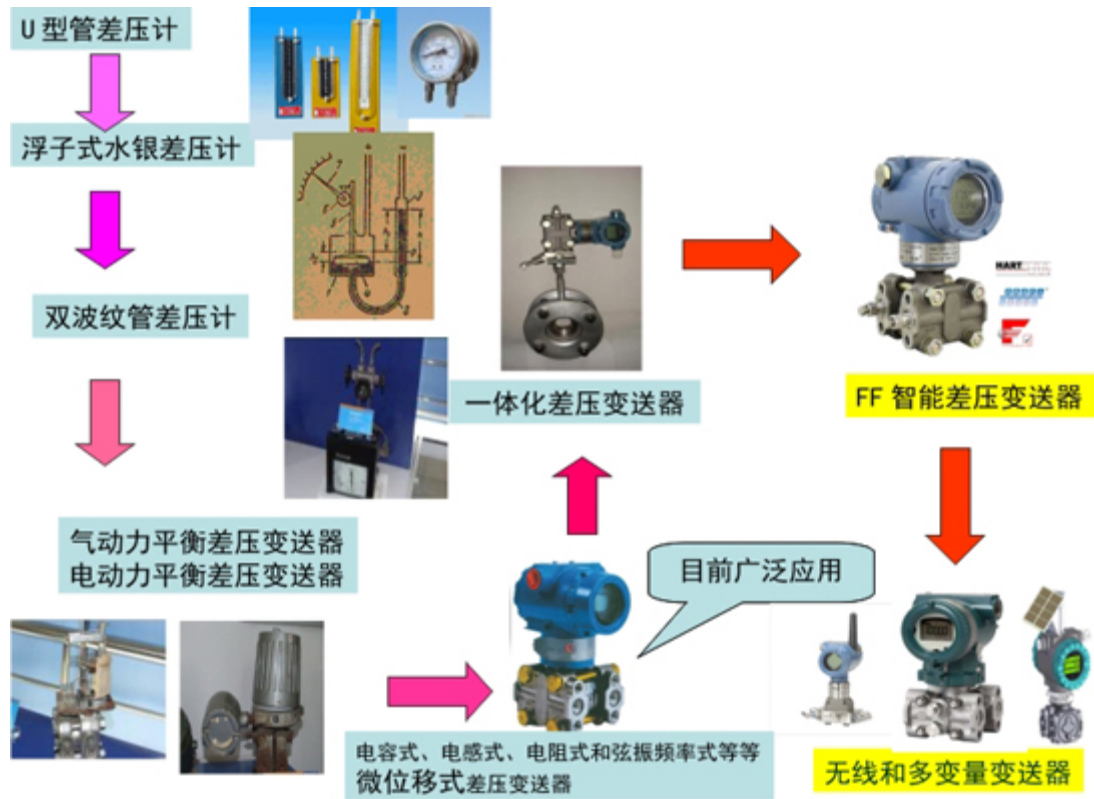 U型管差压计
浮子式水银差压计
双波纹管差压计
气动力平衡差压变送器
电动力平衡差压变送器
电容式、电感式、电阻式和弦振频率式等等
微位移式差压变送器
目前广泛应用
一体化差压变送器
HART
FF 智能差压变送器
无线和多变量变送器